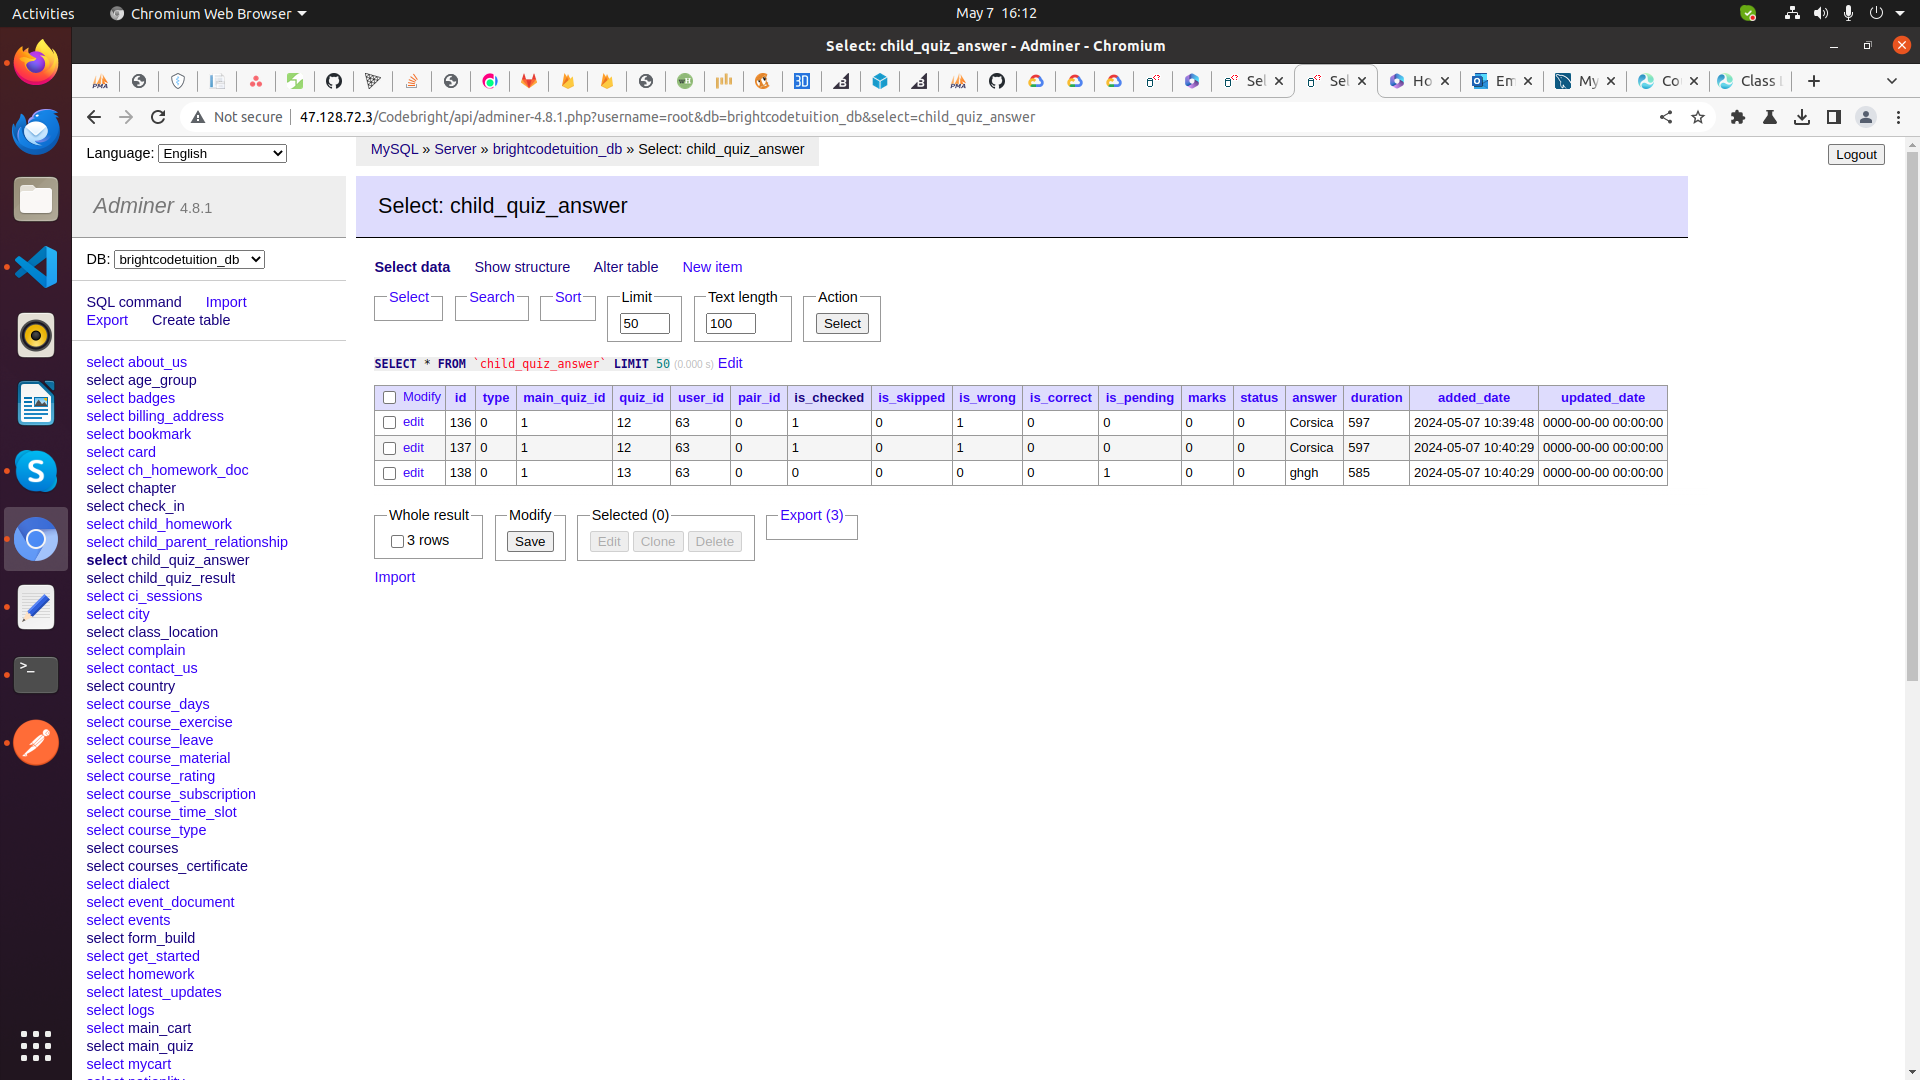 Activities
Chromium Web Browser
May 7 16:12
Select: child_quiz_answer - Adminer - Chromium
Sel
Sel
Ho
Em
My
Co
Class
Not secure
47.128.72.3/Codebright/api/adminer-4.8.1.php?username=root&db=brightcodetuition_db&select=child_quiz_answer
Language: English
MySQL » Server » brightcodetuition_db » Select: child_quiz_answer
Logout
Adminer 4.8.1
Select: child_quiz_answer
DB: brightcodetuition_db
Select data Show structure Alter table New item
SQL command Import
Export Create table
Select Search Sort Limit Text length Action
50 100 Select
SELECT * FROM `child_quiz_answer` LIMIT 50 (0.000 s) Edit
Modify id type main_quiz_id quiz_id user_id pair_id is_checked is_skipped is_wrong is_correct is_pending marks status answer duration added_date updated_date
edit 136 0 1 12 63 0 1 0 1 0 0 0 0 Corsica 597 2024-05-07 10:39:48 0000-00-00 00:00:00
edit 137 0 1 12 63 0 1 0 1 0 0 0 0 Corsica 597 2024-05-07 10:40:29 0000-00-00 00:00:00
edit 138 0 1 13 63 0 0 0 0 0 1 0 0 ghgh 585 2024-05-07 10:40:29 0000-00-00 00:00:00
Whole result Modify Selected (0) Export (3)
3 rows Save Edit Clone Delete
Import
select about_us
select age_group
select badges
select billing_address
select bookmark
select card
select ch_homework_doc
select chapter
select check_in
select child_homework
select child_parent_relationship
select child_quiz_answer
select child_quiz_result
select ci_sessions
select city
select class_location
select complain
select contact_us
select country
select course_days
select course_exercise
select course_leave
select course_material
select course_rating
select course_subscription
select course_time_slot
select course_type
select courses
select courses_certificate
select dialect
select event_document
select events
select form_build
select get_started
select homework
select latest_updates
select logs
select main_cart
select main_quiz
select mycart